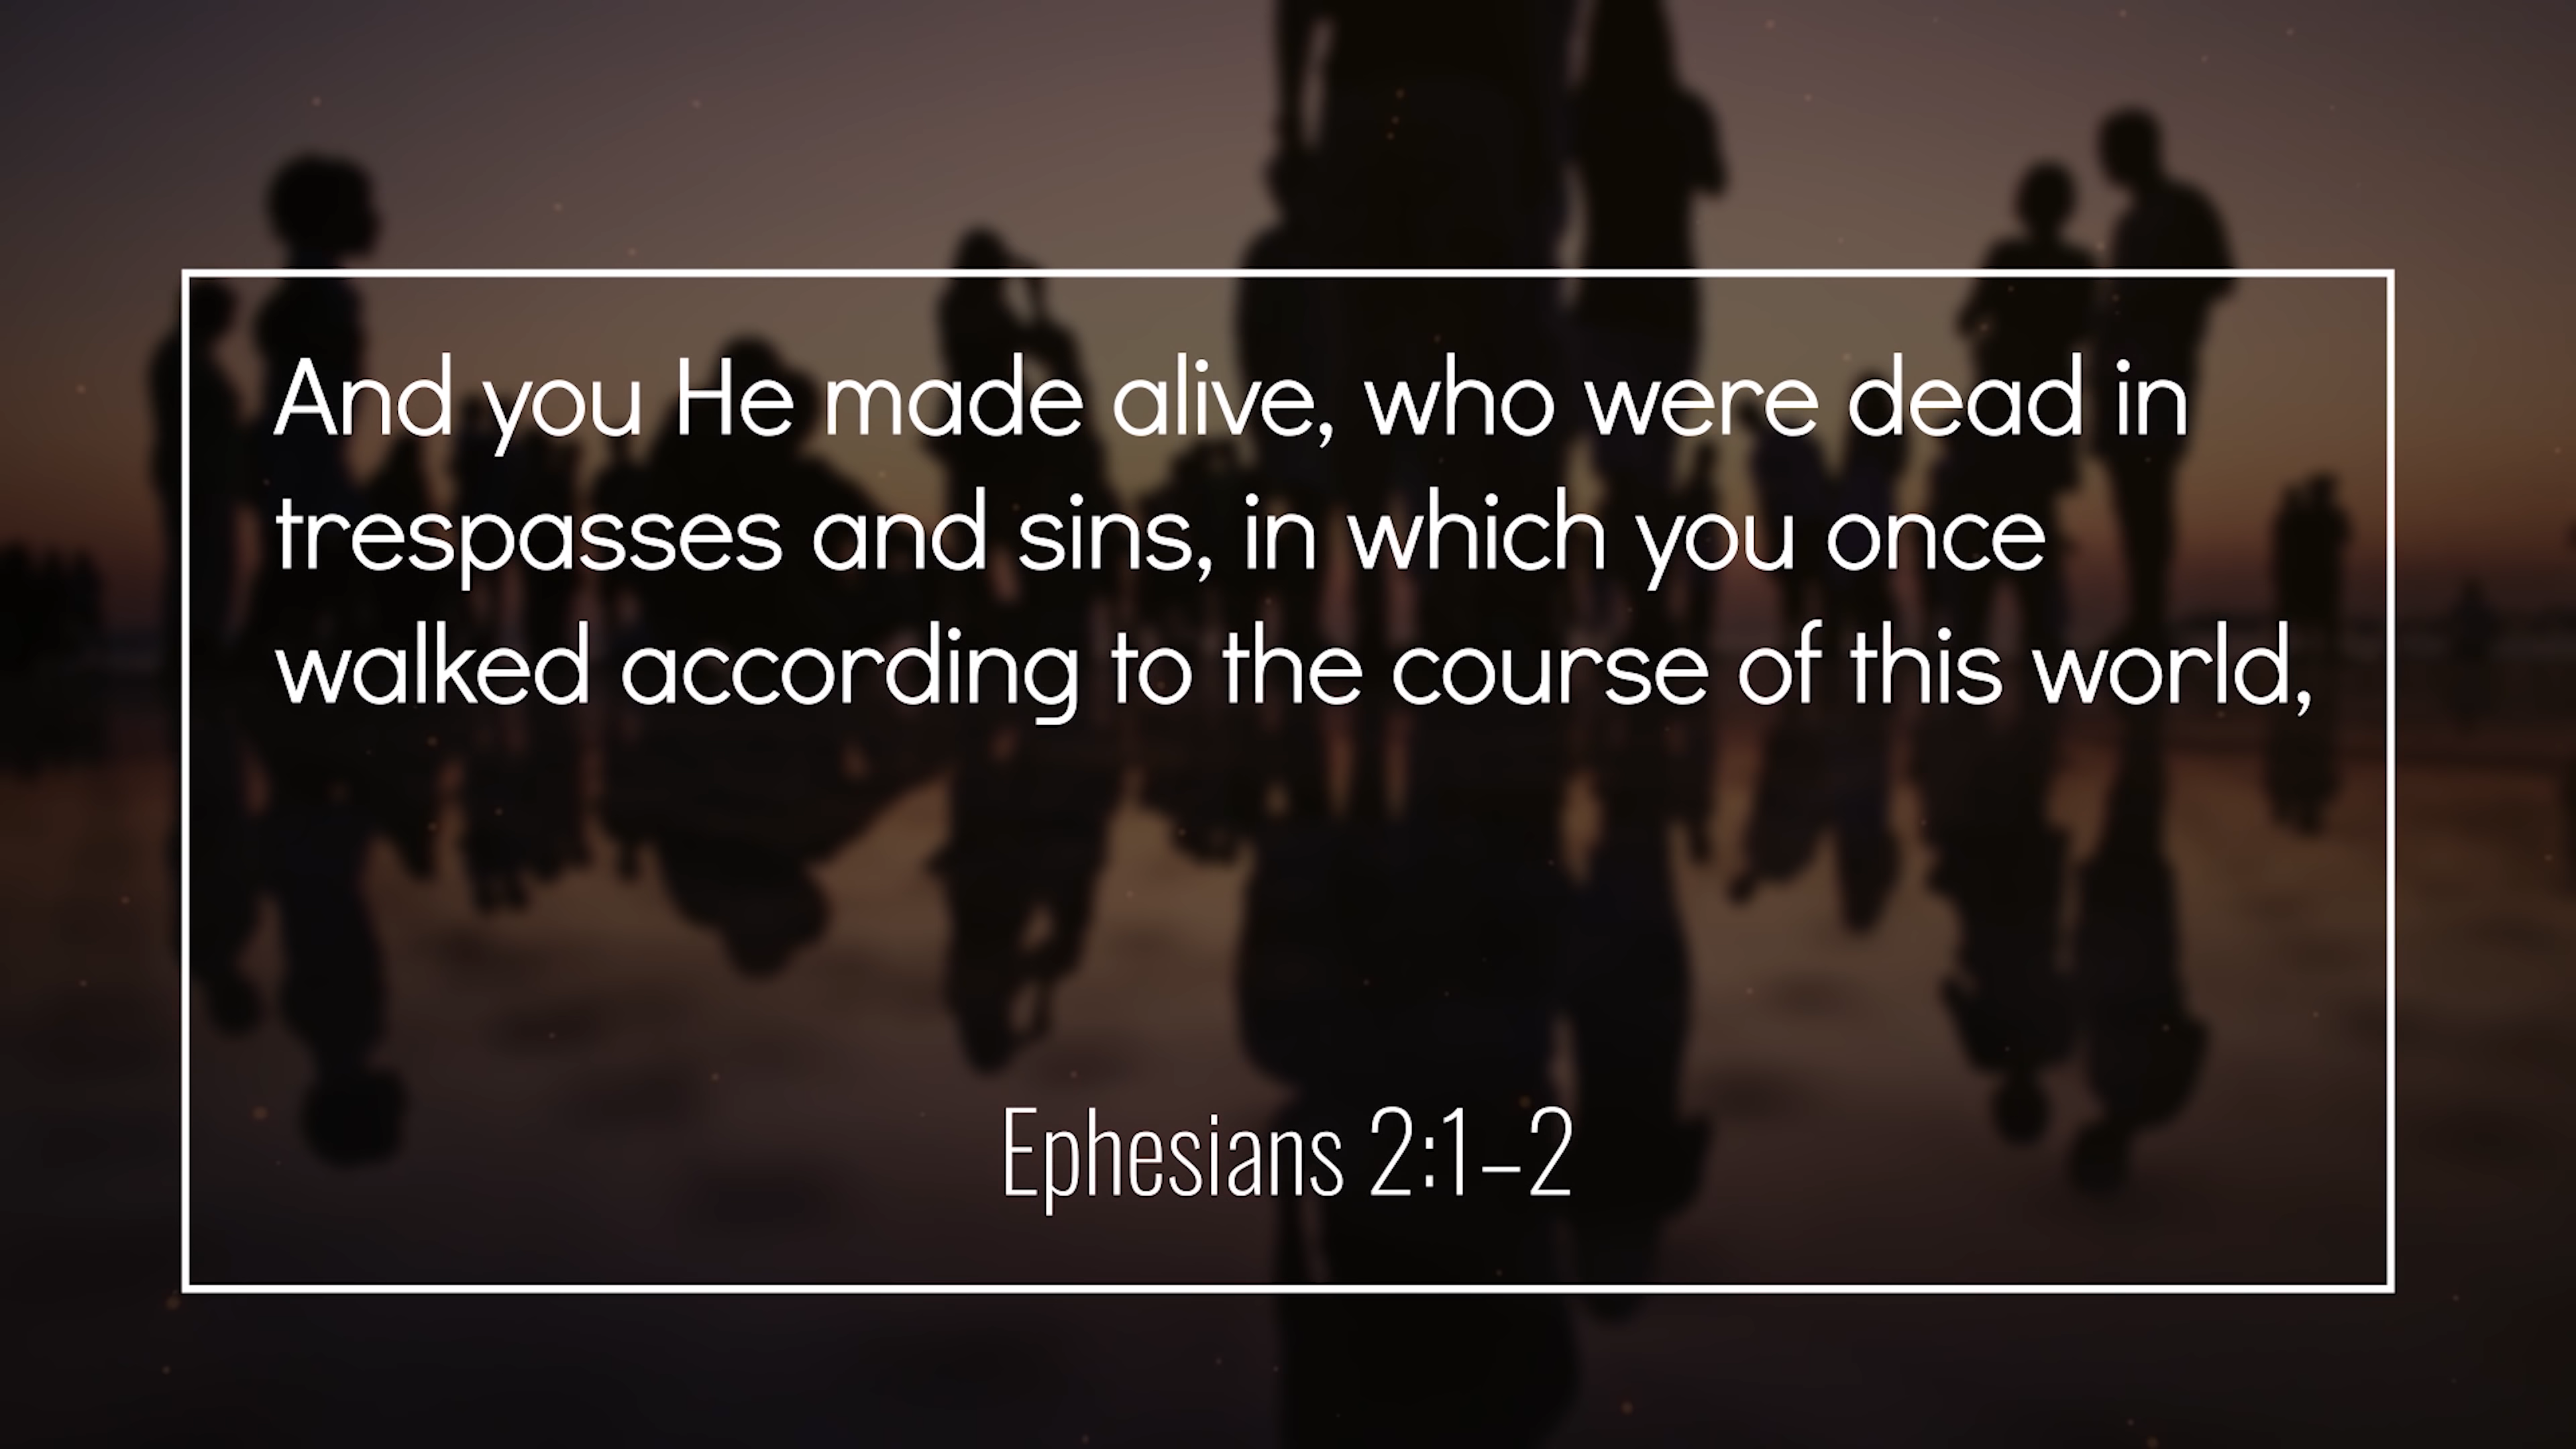 And you He made alive, who were dead in
trespasses and sins, in which you once
walked according to the course of this world,
Ephesians 2:1–2